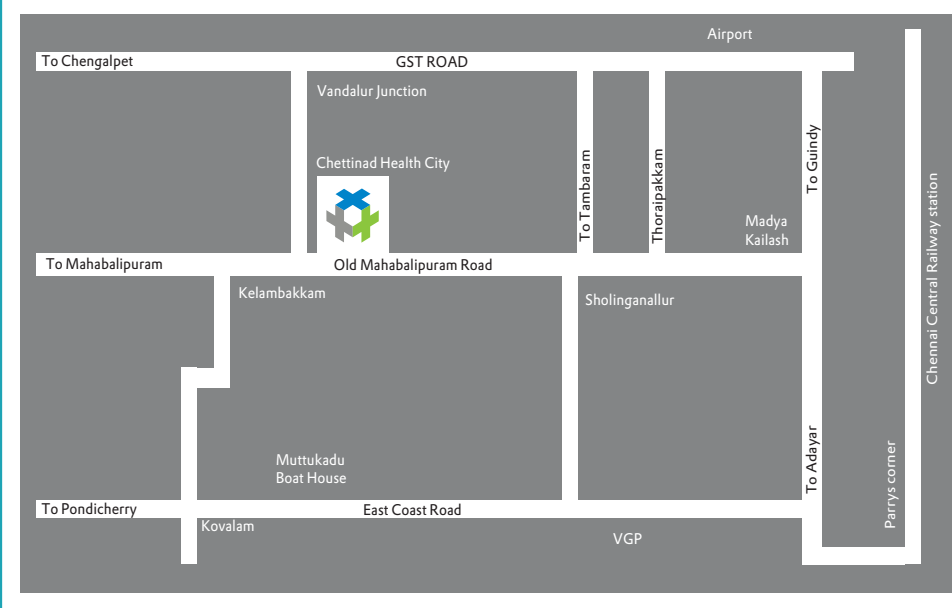 Airport
To Chengalpet
GST ROAD
Vandalur Junction
Chettinad Health City
To Tambaram
Thoraipakkam
To Guindy
Madya
Kailash
Chennai Central Railway station
To Mahabalipuram
Old Mahabalipuram Road
Kelambakkam
Sholinganallur
To Adayar
Parrys corner
Muttukadu
Boat House
To Pondicherry
East Coast Road
Kovalam
VGP